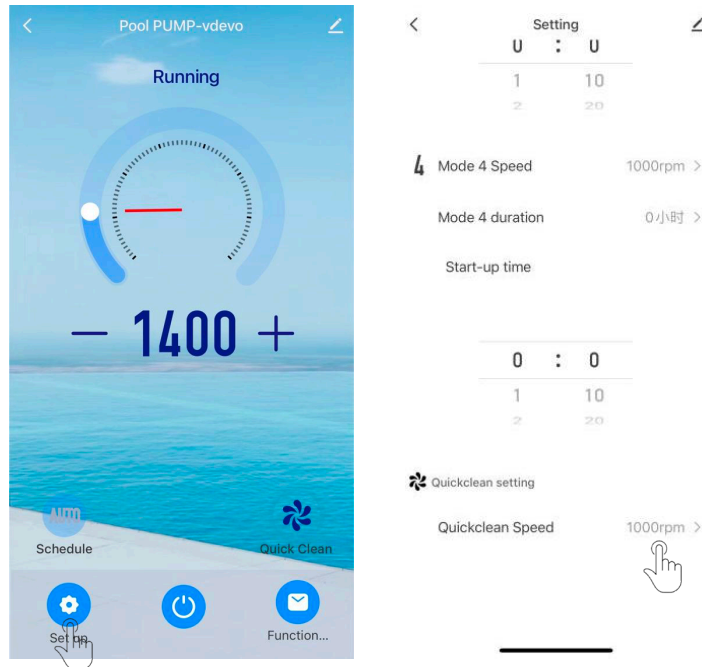 Pool PUMP-vdevo
Running
1400
AUTO
Schedule
Quick Clean
Set up
Function...
Setting
0 : 0
1 10
2 20
4 Mode 4 Speed 1000rpm
Mode 4 duration 0小时
Start-up time
0 : 0
1 10
2 20
Quickclean setting
Quickclean Speed 1000rpm